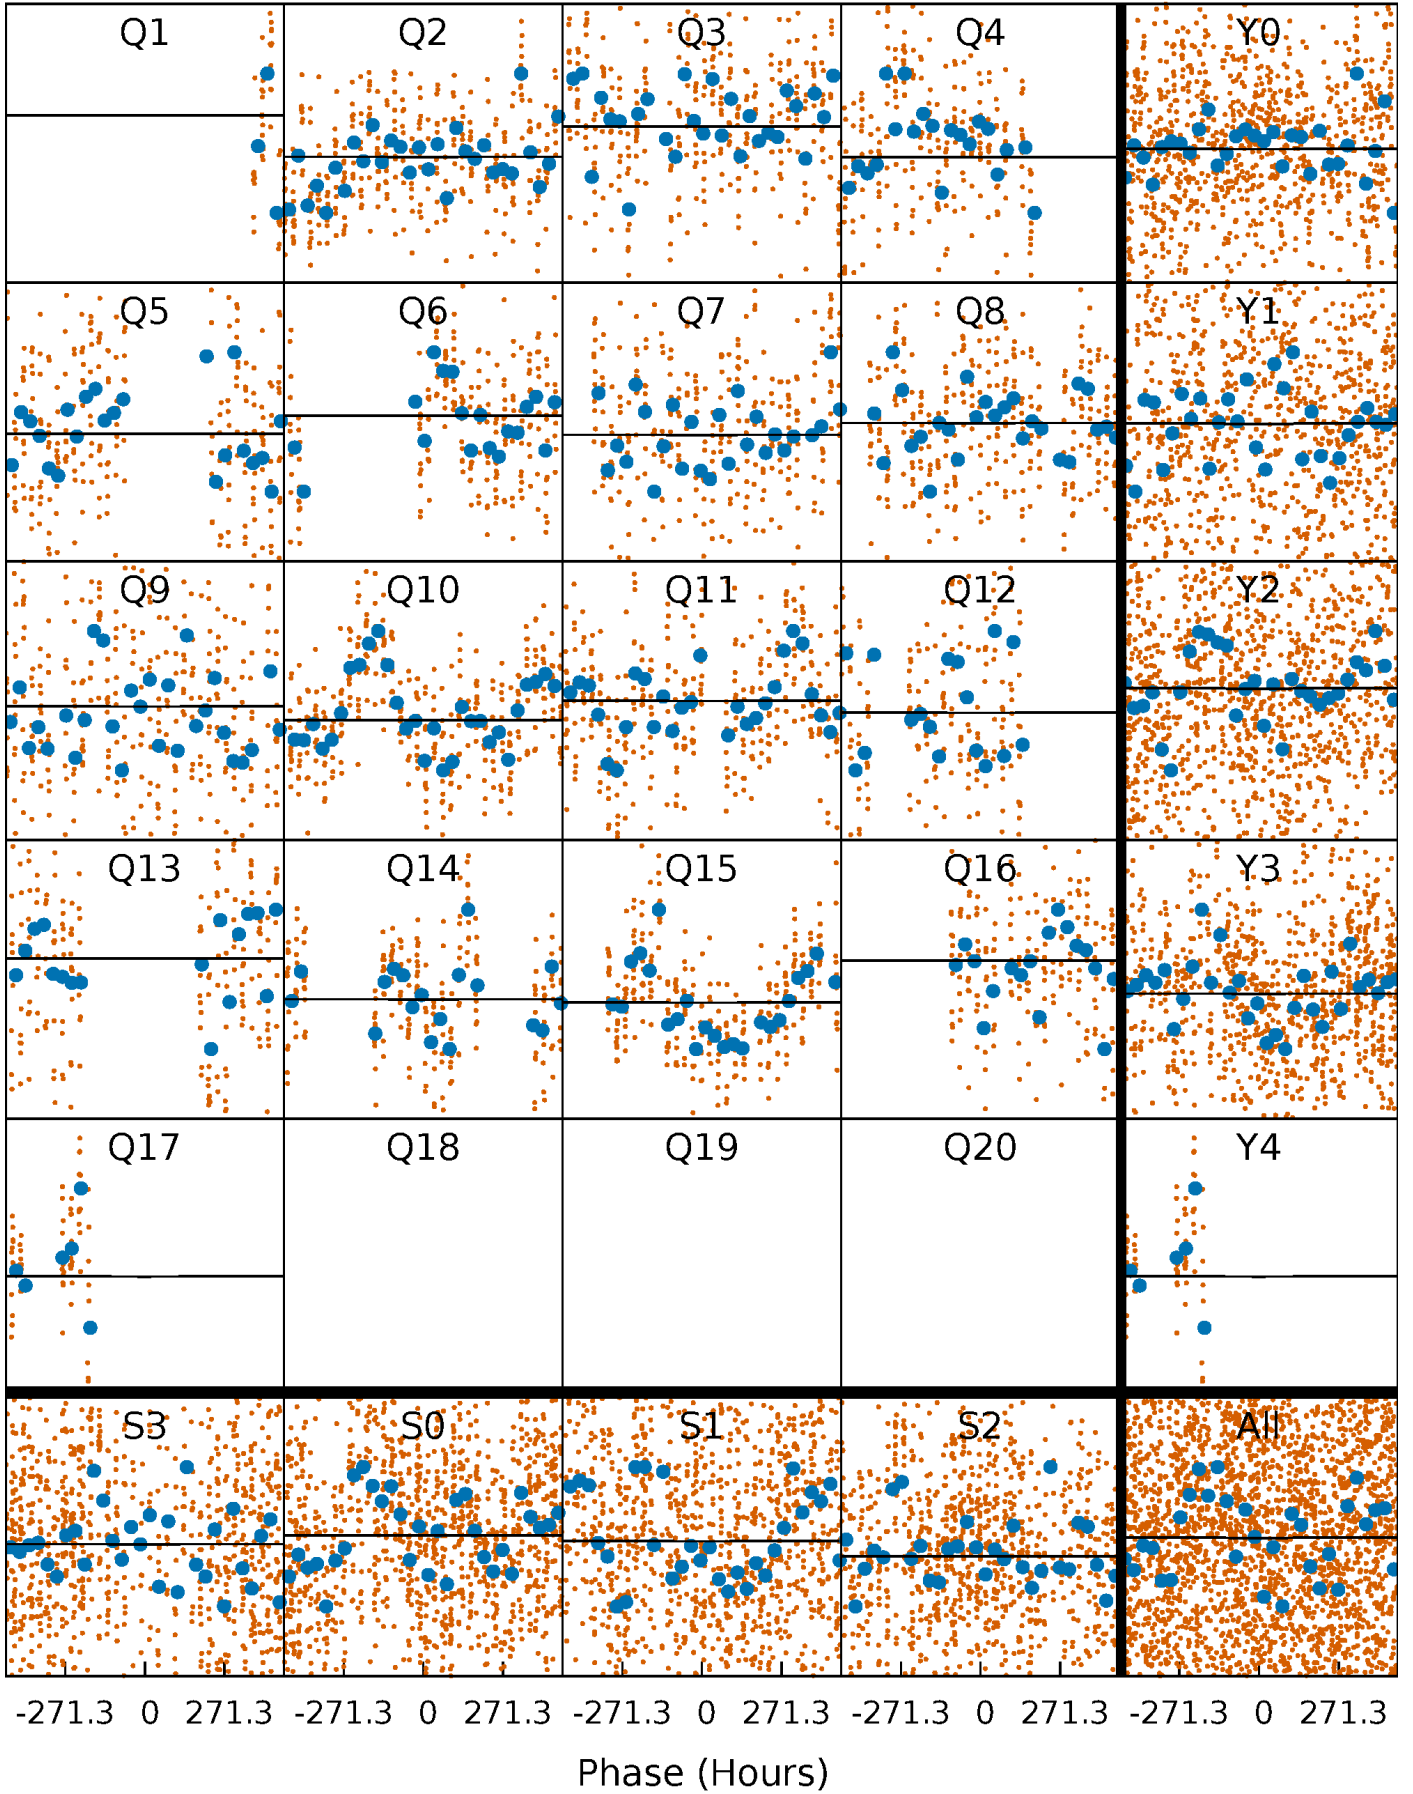 Q1 Q2 Q3 Q4 Y0
Q5 Q6 Q7 Q8 Y1
Q9 Q10 Q11 Q12 Y2
Q13 Q14 Q15 Q16 Y3
Q17 Q18 Q19 Q20 Y4
S3 S0 S1 S2 All
-271.3 0 271.3 -271.3 0 271.3 -271.3 0 271.3 -271.3 0 271.3 -271.3 0 271.3
Phase (Hours)